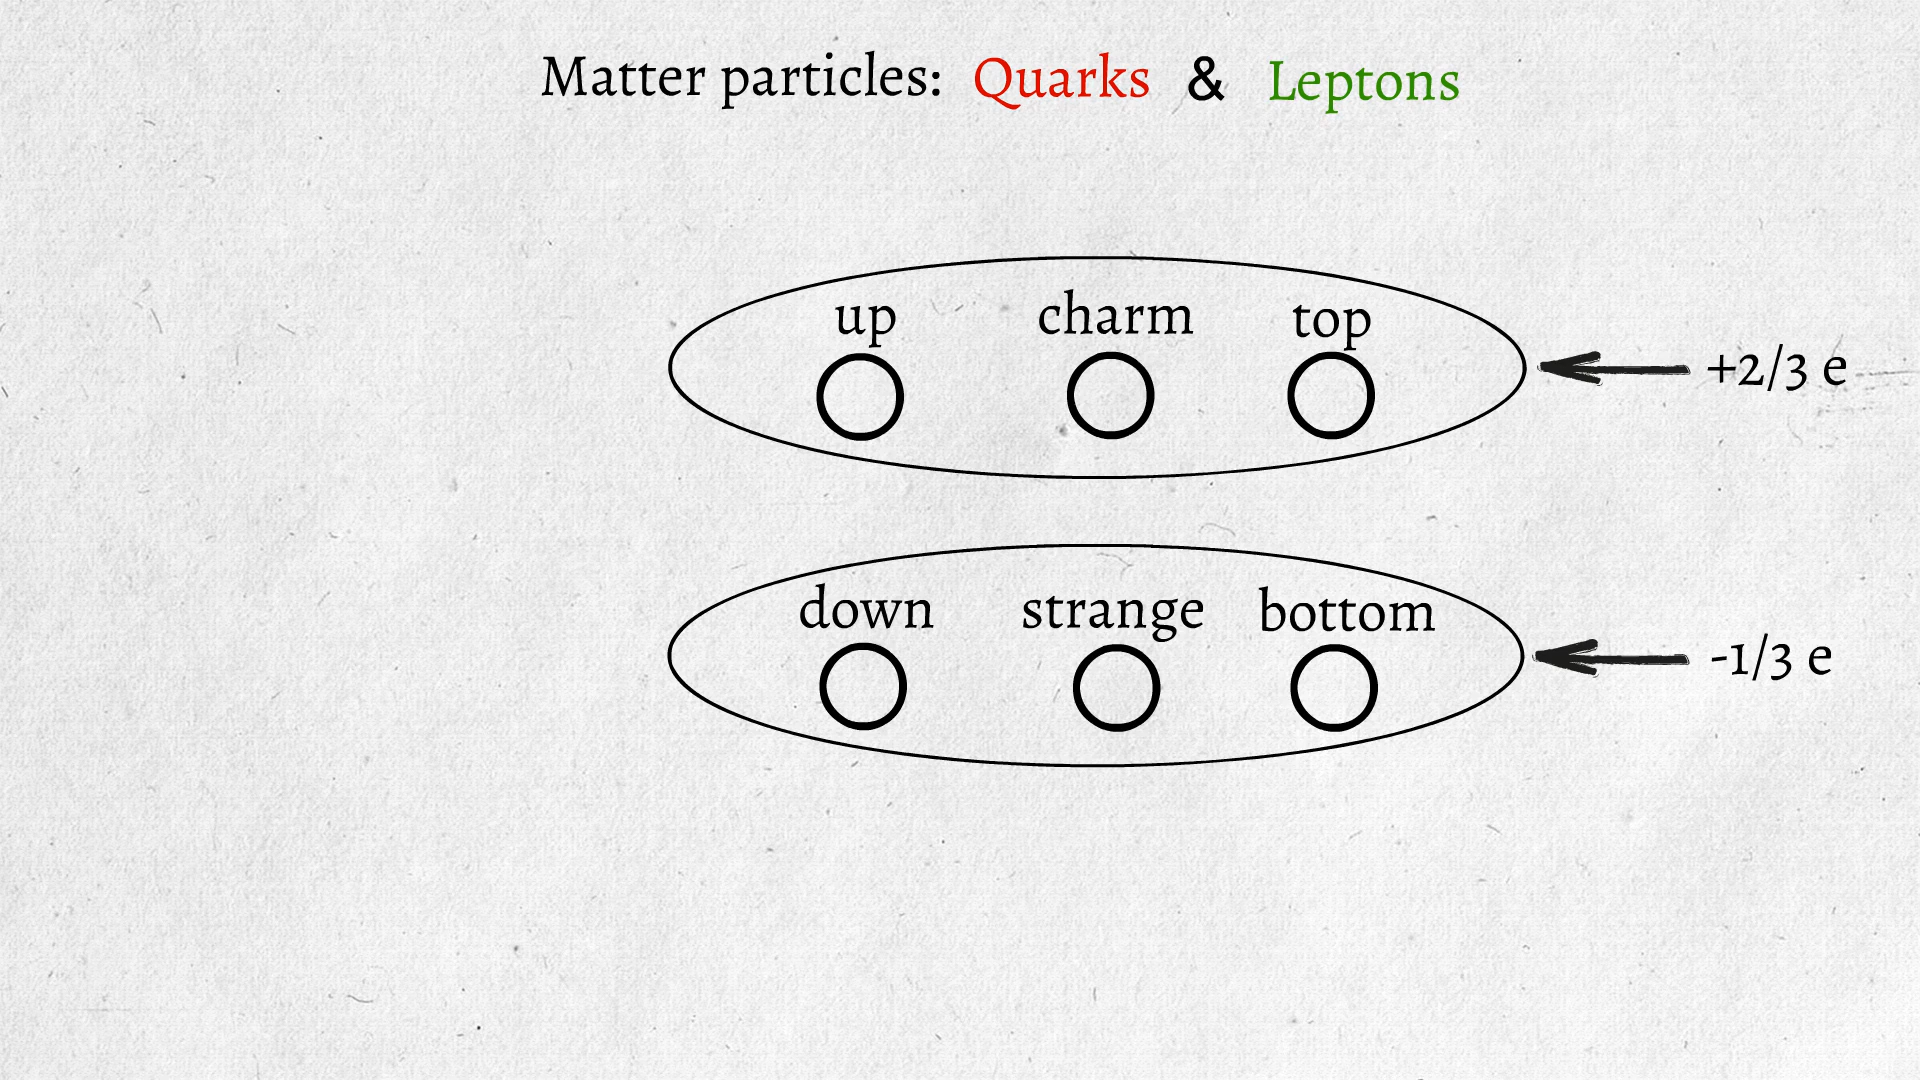 Matter particles: Quarks & Leptons
up charm top
+2/3 e
down strange bottom
-1/3 e